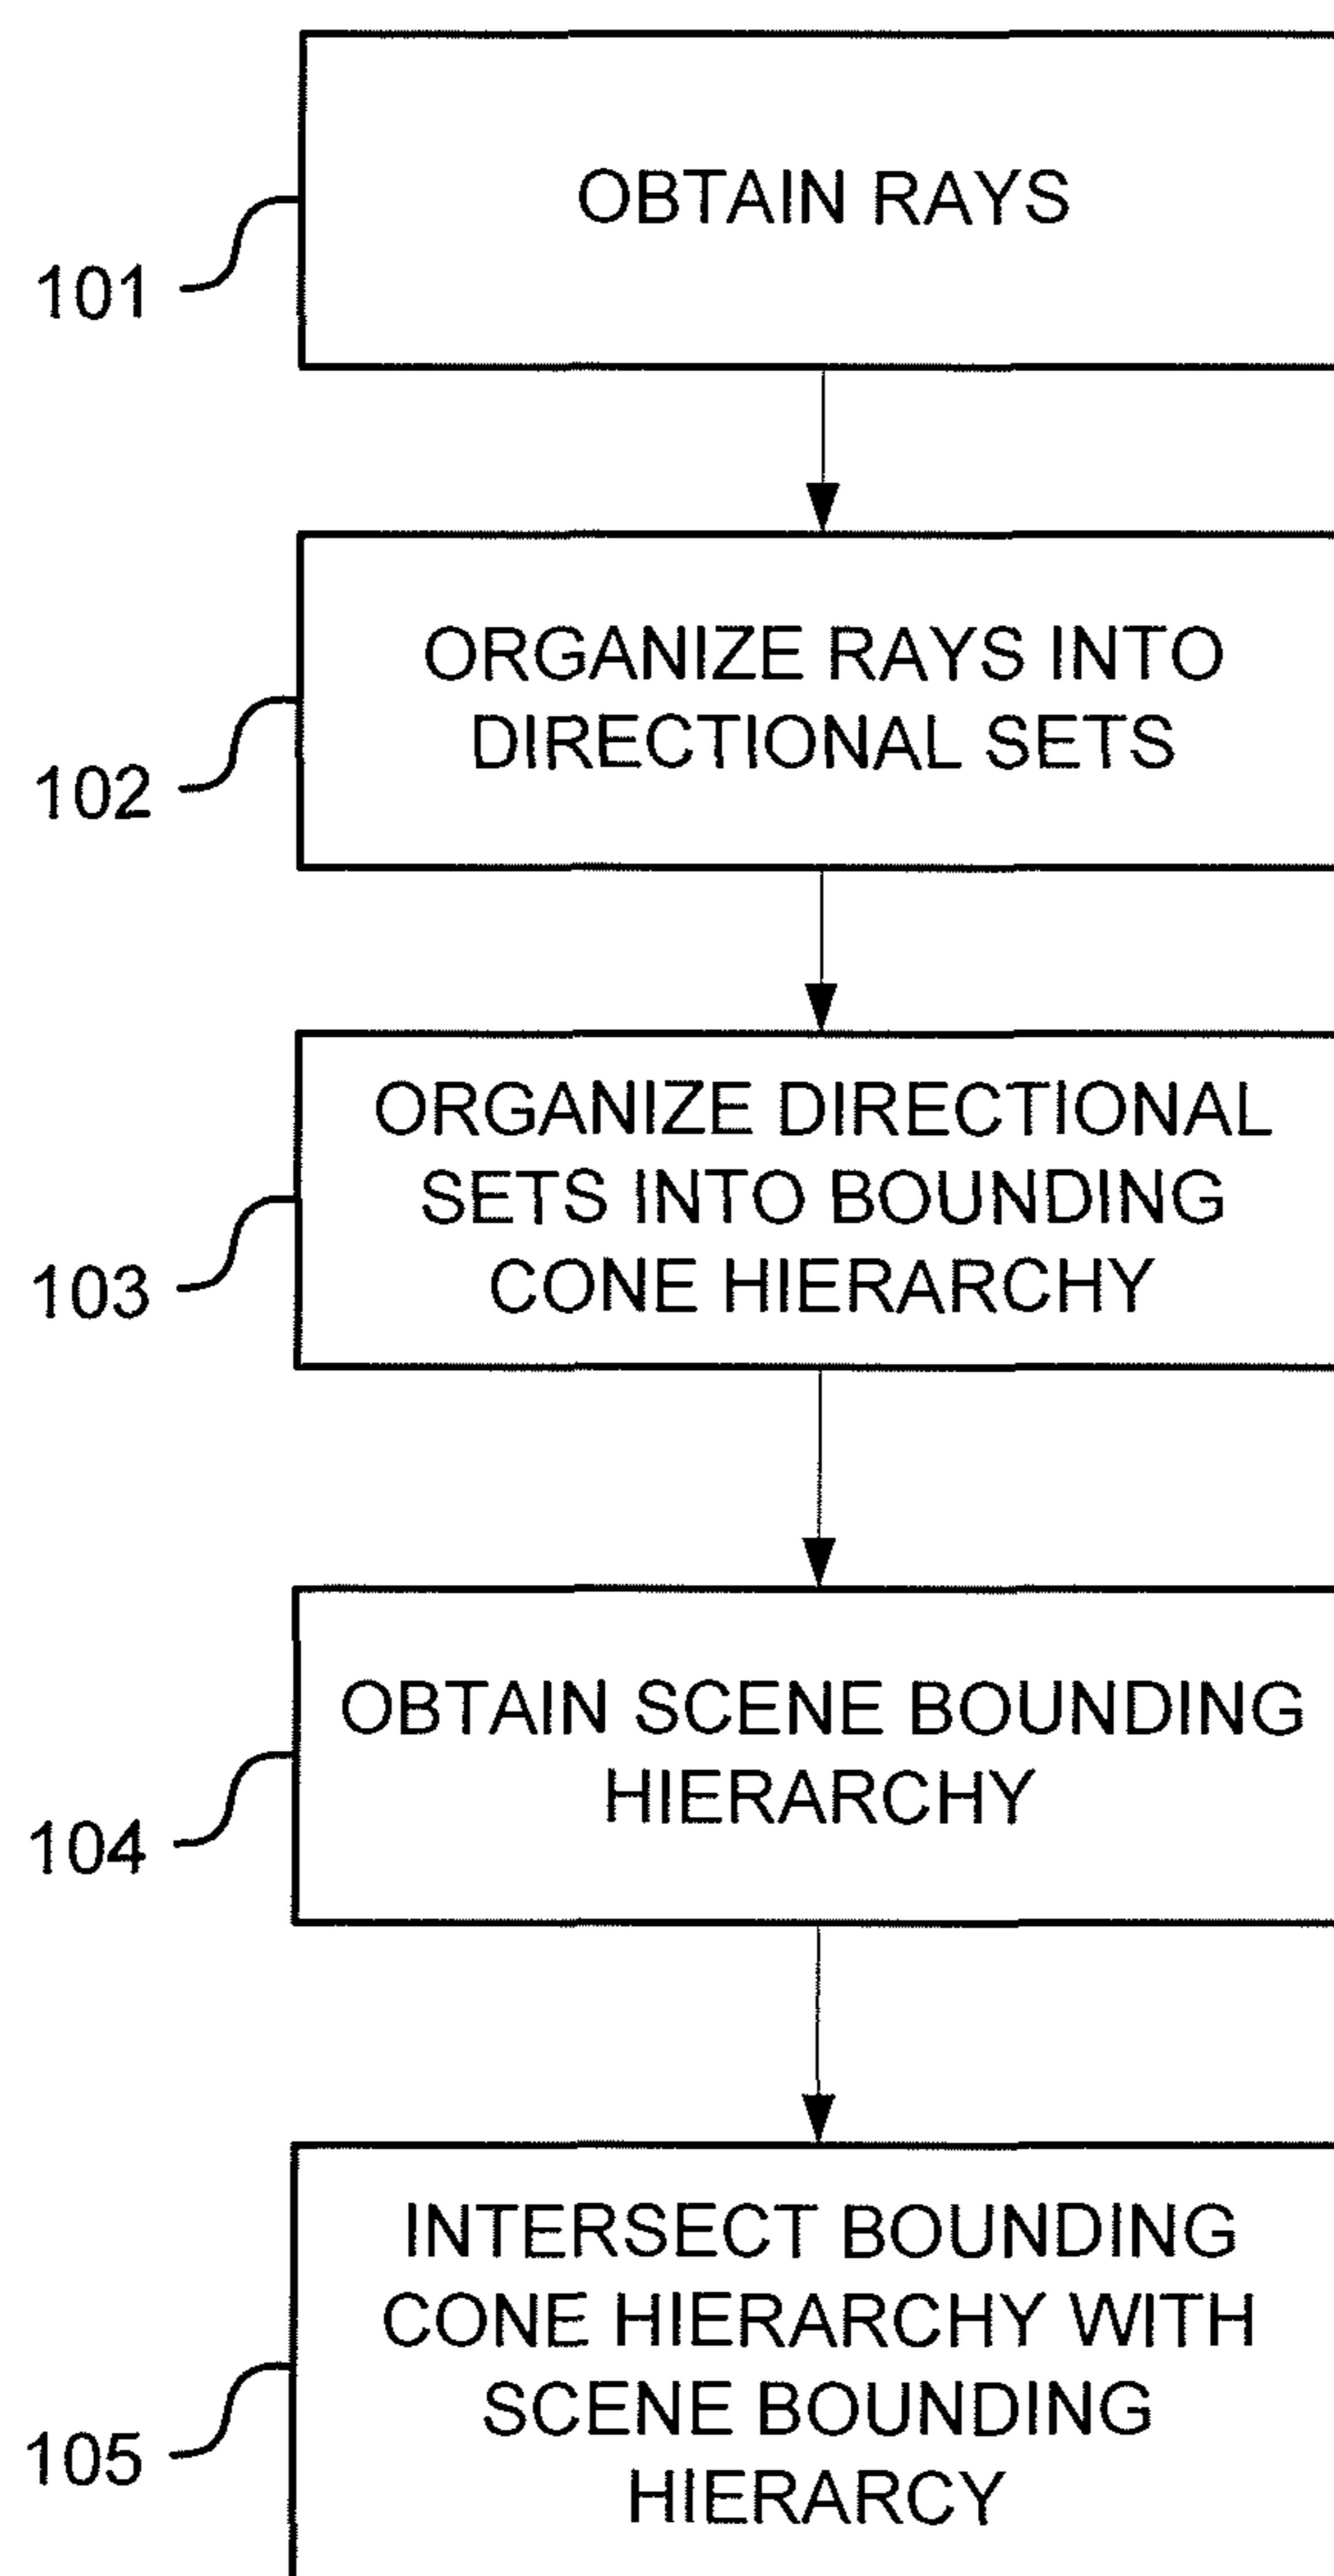 OBTAIN RAYS
101
ORGANIZE RAYS INTO
DIRECTIONAL SETS
102
ORGANIZE DIRECTIONAL
SETS INTO BOUNDING
CONE HIERARCHY
103
OBTAIN SCENE BOUNDING
HIERARCHY
104
INTERSECT BOUNDING
CONE HIERARCHY WITH
SCENE BOUNDING
HIERARCY
105